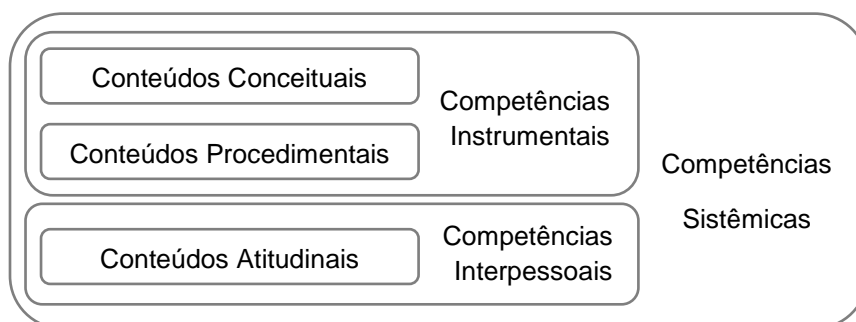 Conteúdos Conceituais
Competências
Instrumentais
Conteúdos Procedimentais
Competências
Sistêmicas
Conteúdos Atitudinais
Competências
Interpessoais